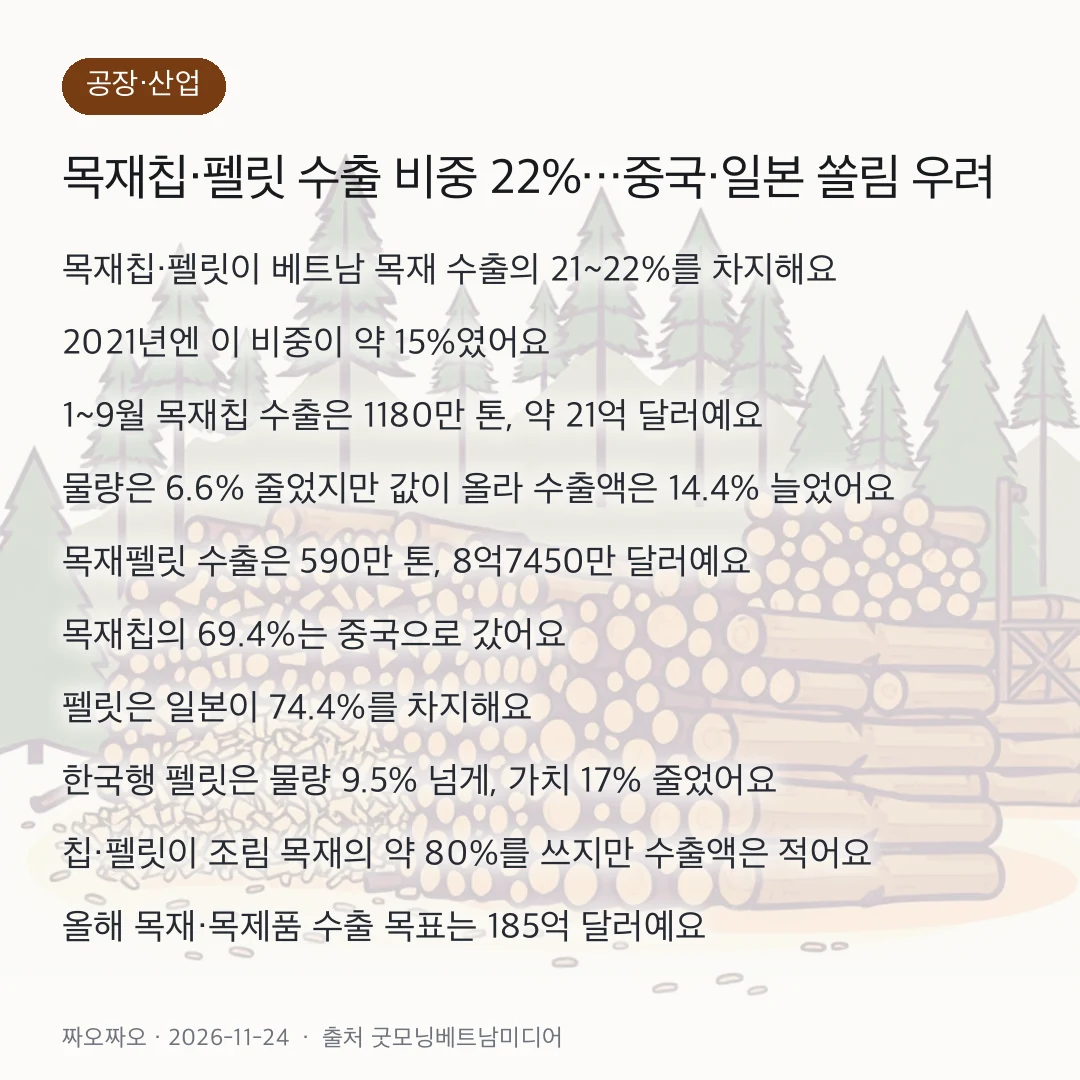 공장·산업
목재칩·펠릿 수출 비중 22%…중국·일본 쏠림 우려
목재칩·펠릿이 베트남 목재 수출의 21~22%를 차지해요
2021년엔 이 비중이 약 15%였어요
1~9월 목재칩 수출은 1180만 톤, 약 21억 달러예요
물량은 6.6% 줄었지만 값이 올라 수출액은 14.4% 늘었어요
목재펠릿 수출은 590만 톤, 8억7450만 달러예요
목재칩의 69.4%는 중국으로 갔어요
펠릿은 일본이 74.4%를 차지해요
한국행 펠릿은 물량 9.5% 넘게, 가치 17% 줄었어요
칩·펠릿이 조림 목재의 약 80%를 쓰지만 수출액은 적어요
올해 목재·목제품 수출 목표는 185억 달러예요
짜오짜오 · 2026-11-24 · 출처 굿모닝베트남미디어